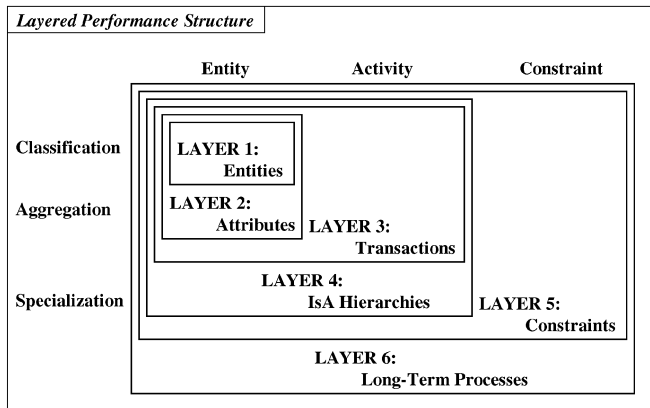 Layered Performance Structure
Entity Activity Constraint
Classification
LAYER 1:
Entities
Aggregation
LAYER 2:
Attributes
LAYER 3:
Transactions
Specialization
LAYER 4:
IsA Hierarchies
LAYER 5:
Constraints
LAYER 6:
Long-Term Processes